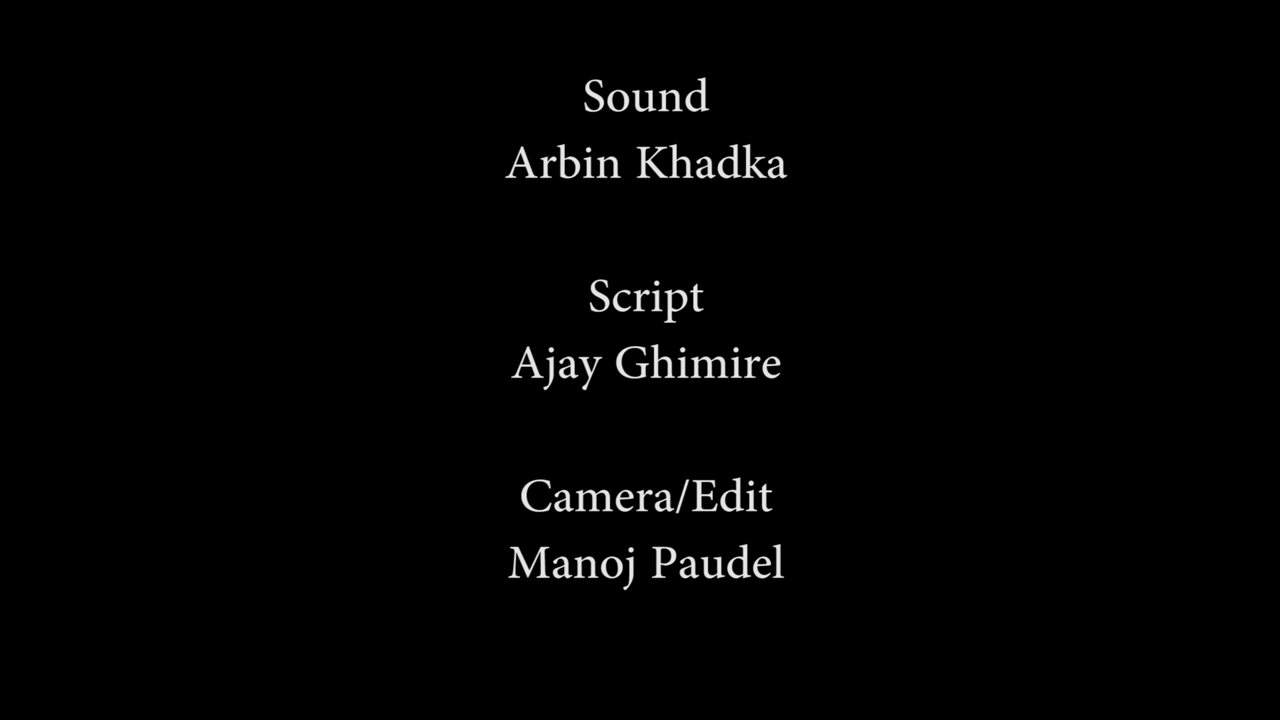 Sound
Arbin Khadka
Script
Ajay Ghimire
Camera/Edit
Manoj Paudel